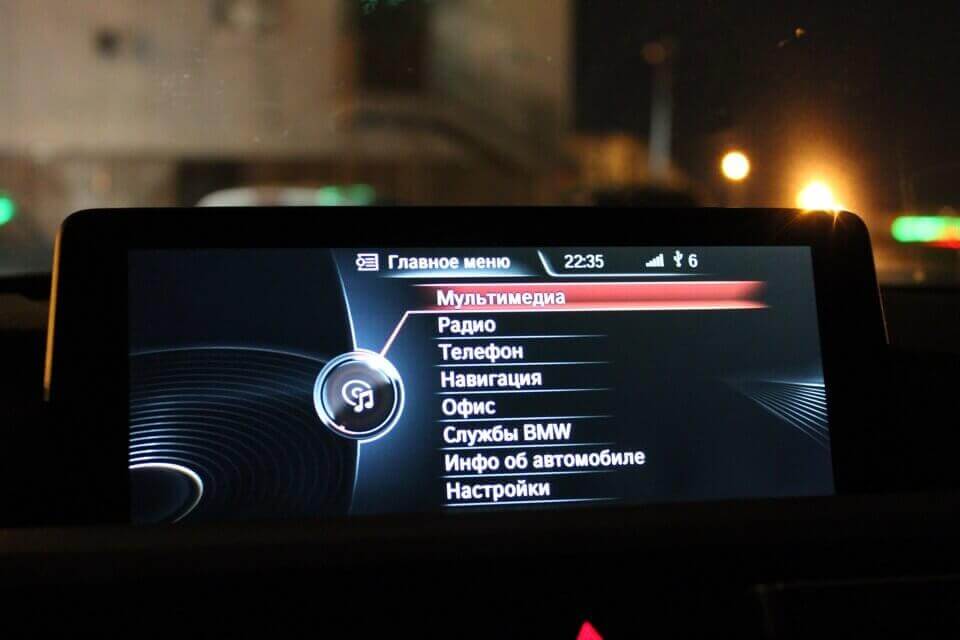 Главное меню 22:35 6
Мультимедиа
Радио
Телефон
Навигация
Офис
Службы BMW
Инфо об автомобиле
Настройки